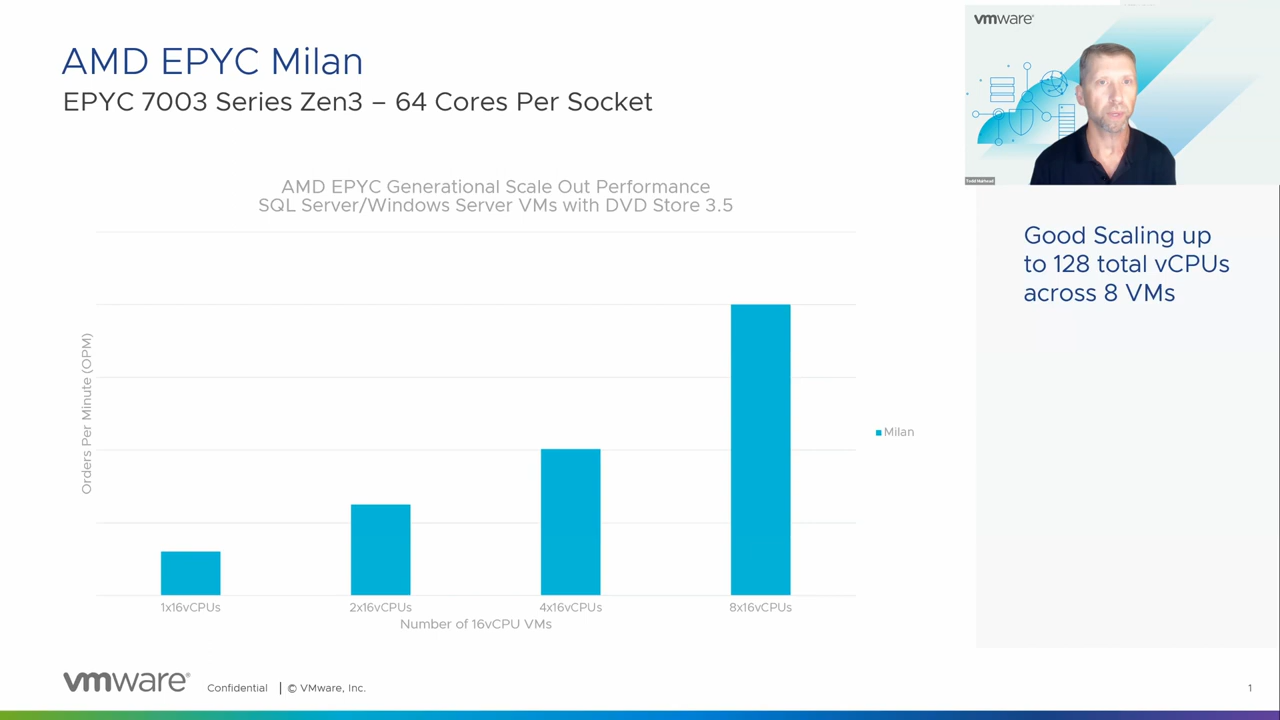 AMD EPYC Milan
EPYC 7003 Series Zen3 – 64 Cores Per Socket
vmware®
AMD EPYC Generational Scale Out Performance
SQL Server/Windows Server VMs with DVD Store 3.5
Good Scaling up
to 128 total vCPUs
across 8 VMs
Orders Per Minute (OPM)
Milan
1x16vCPUs
2x16vCPUs
4x16vCPUs
8x16vCPUs
Number of 16vCPU VMs
vmware®
Confidential | © VMware, Inc.
1